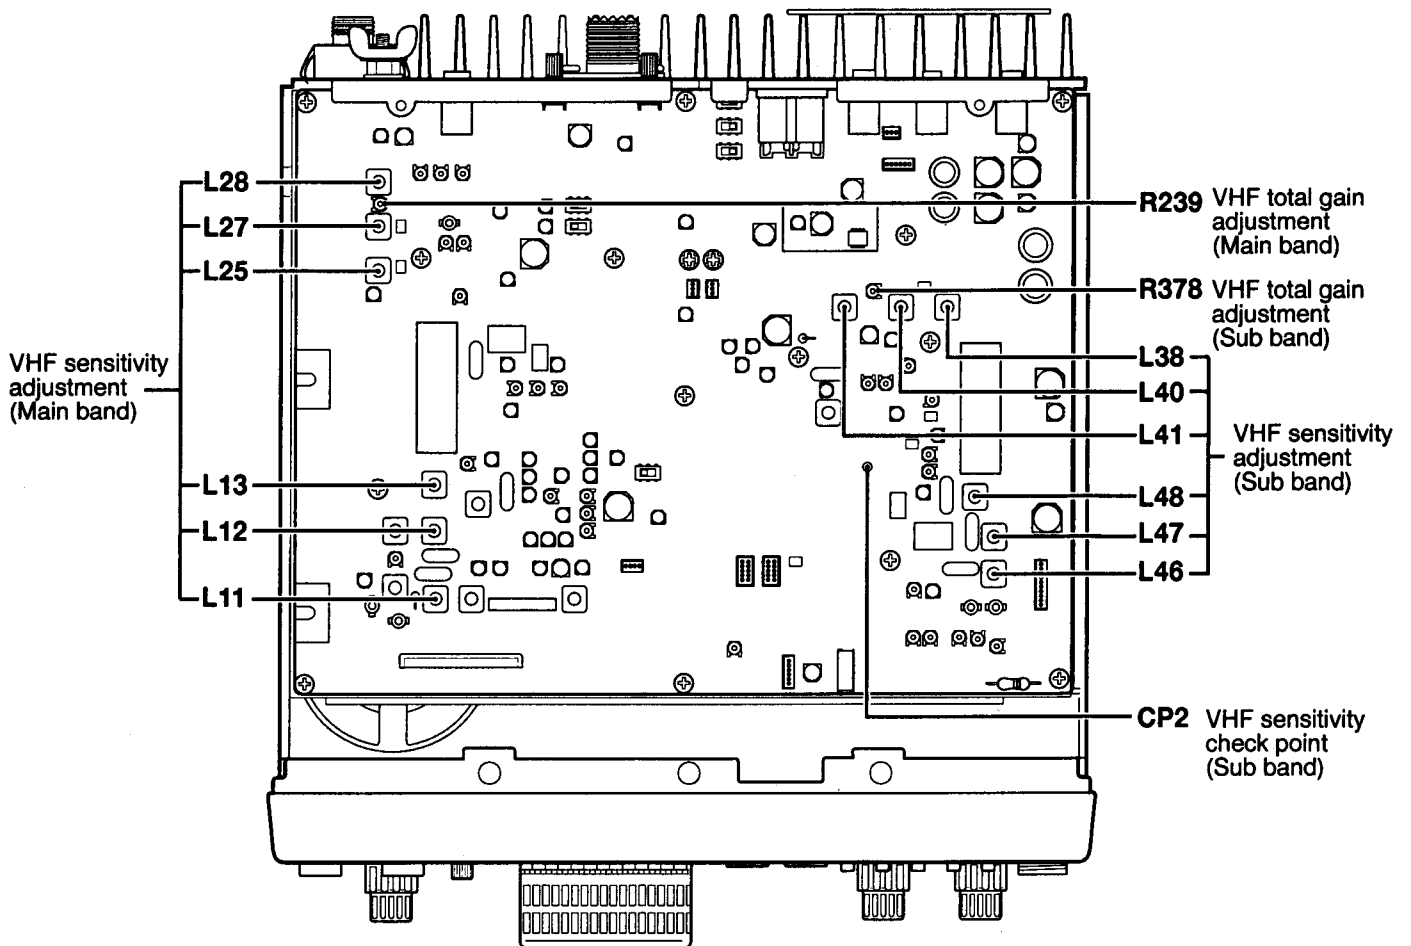 L28
L27
L25
VHF sensitivity
adjustment
(Main band)
L13
L12
L11
R239 VHF total gain
adjustment
(Main band)
R378 VHF total gain
adjustment
(Sub band)
L38
L40
L41
VHF sensitivity
adjustment
(Sub band)
L48
L47
L46
CP2 VHF sensitivity
check point
(Sub band)